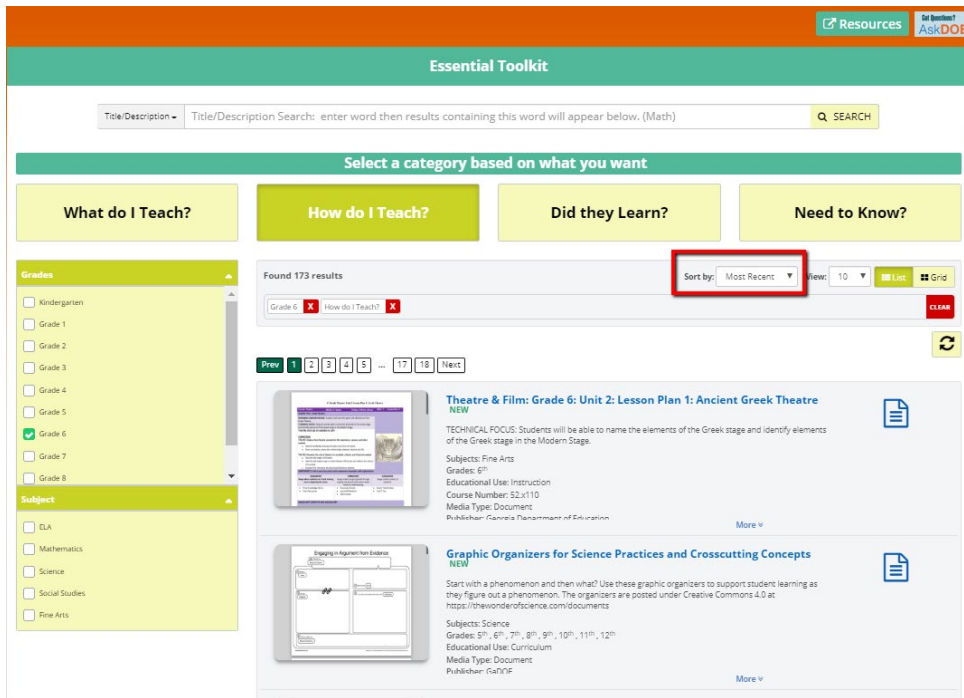 Resources
Got Questions?
AskDOE
Essential Toolkit
Title/Description
Title/Description Search: enter word then results containing this word will appear below. (Math)
SEARCH
Select a category based on what you want
What do I Teach?
How do I Teach?
Did they Learn?
Need to Know?
Grades
Kindergarten
Grade 1
Grade 2
Grade 3
Grade 4
Grade 5
Grade 6
Grade 7
Grade 8
Subject
ELA
Mathematics
Science
Social Studies
Fine Arts
Found 173 results
Sort by: Most Recent
View: 10
List
Grid
Grade 6 X How do I Teach? X
CLEAR
Prev 1 2 3 4 5 ... 17 18 Next
Theatre & Film: Grade 6: Unit 2: Lesson Plan 1: Ancient Greek Theatre
NEW
TECHNICAL FOCUS: Students will be able to name the elements of the Greek stage and identify elements
of the Greek stage in the Modern Stage.
Subjects: Fine Arts
Grades: 6th
Educational Use: Instruction
Course Number: 52.x110
Media Type: Document
Publisher: Georgia Department of Education
More
Engaging in Argument from Evidence
Graphic Organizers for Science Practices and Crosscutting Concepts
NEW
Start with a phenomenon and then what? Use these graphic organizers to support student learning as
they figure out a phenomenon. The organizers are posted under Creative Commons 4.0 at
https://thewonderofscience.com/documents
Subjects: Science
Grades: 5th , 6th , 7th , 8th , 9th , 10th , 11th , 12th
Educational Use: Curriculum
Media Type: Document
Publisher: GaDOE
More